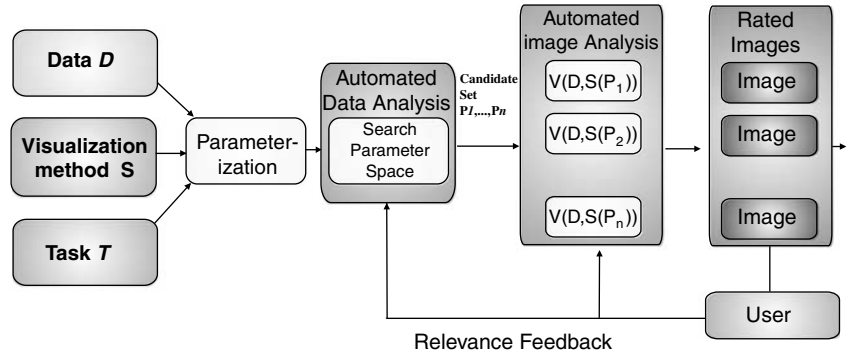 Data D
Visualization
method S
Task T
Parameter-
ization
Automated
Data Analysis
Search
Parameter
Space
Candidate
Set
P1,...,Pn
Automated
image Analysis
V(D,S(P₁))
V(D,S(P₂))
V(D,S(Pₙ))
Rated
Images
Image
Image
Image
User
Relevance Feedback